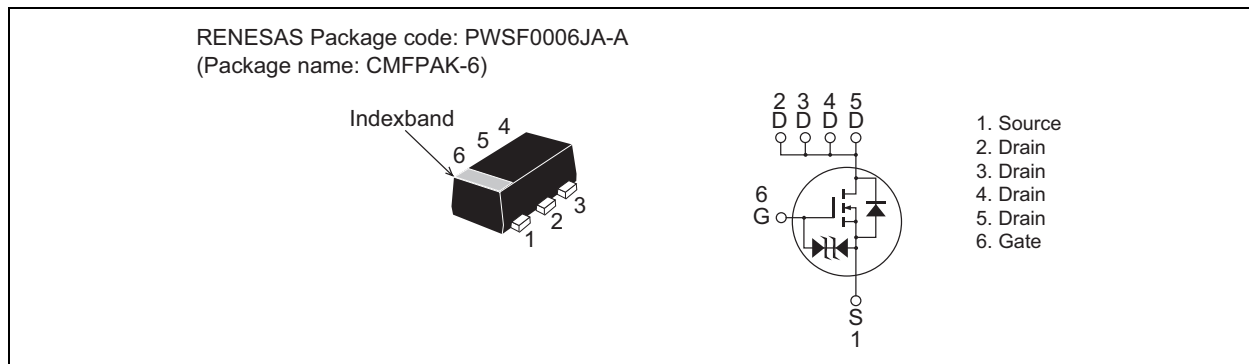 RENESAS Package code: PWSF0006JA-A
(Package name: CMFPAK-6)
Indexband
6 5 4
1 2 3
2 3 4 5
D D D D
6
G
S
1
1. Source
2. Drain
3. Drain
4. Drain
5. Drain
6. Gate